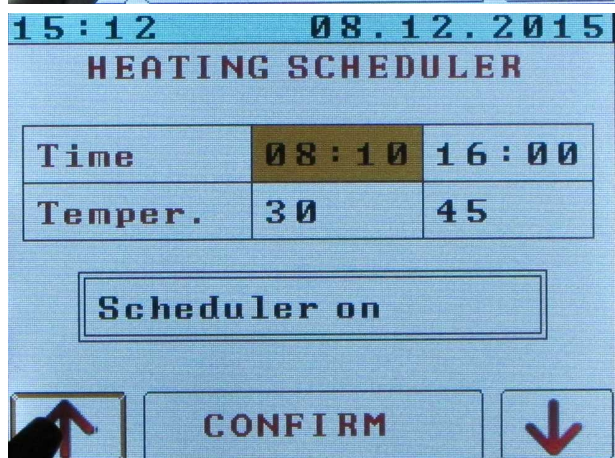 15:12 08.12.2015
HEATING SCHEDULER
Time 08:10 16:00
Temper. 30 45
Scheduler on
CONFIRM